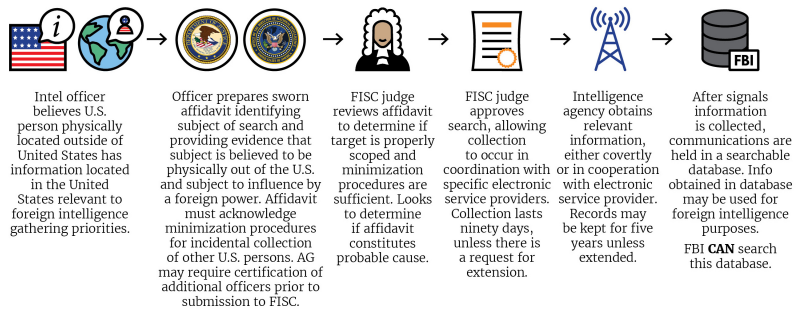 i
FBI
Intel officer
believes U.S.
person physically
located outside of
United States has
information located
in the United
States relevant to
foreign intelligence
gathering priorities.
Officer prepares sworn
affidavit identifying
subject of search and
providing evidence that
subject is believed to be
physically out of the U.S.
and subject to influence by
a foreign power. Affidavit
must acknowledge
minimization procedures
for incidental collection
of other U.S. persons. AG
may require certification of
additional officers prior to
submission to FISC.
FISC judge
reviews affidavit
to determine if
target is properly
scoped and
minimization
procedures are
sufficient. Looks
to determine
if affidavit
constitutes
probable cause.
FISC judge
approves
search, allowing
collection
to occur in
coordination with
specific electronic
service providers.
Collection lasts
ninety days,
unless there is
a request for
extension.
Intelligence
agency obtains
relevant
information,
either covertly
or in cooperation
with electronic
service provider.
Records may
be kept for five
years unless
extended.
After signals
information
is collected,
communications are
held in a searchable
database. Info
obtained in database
may be used for
foreign intelligence
purposes.
FBI CAN search
this database.